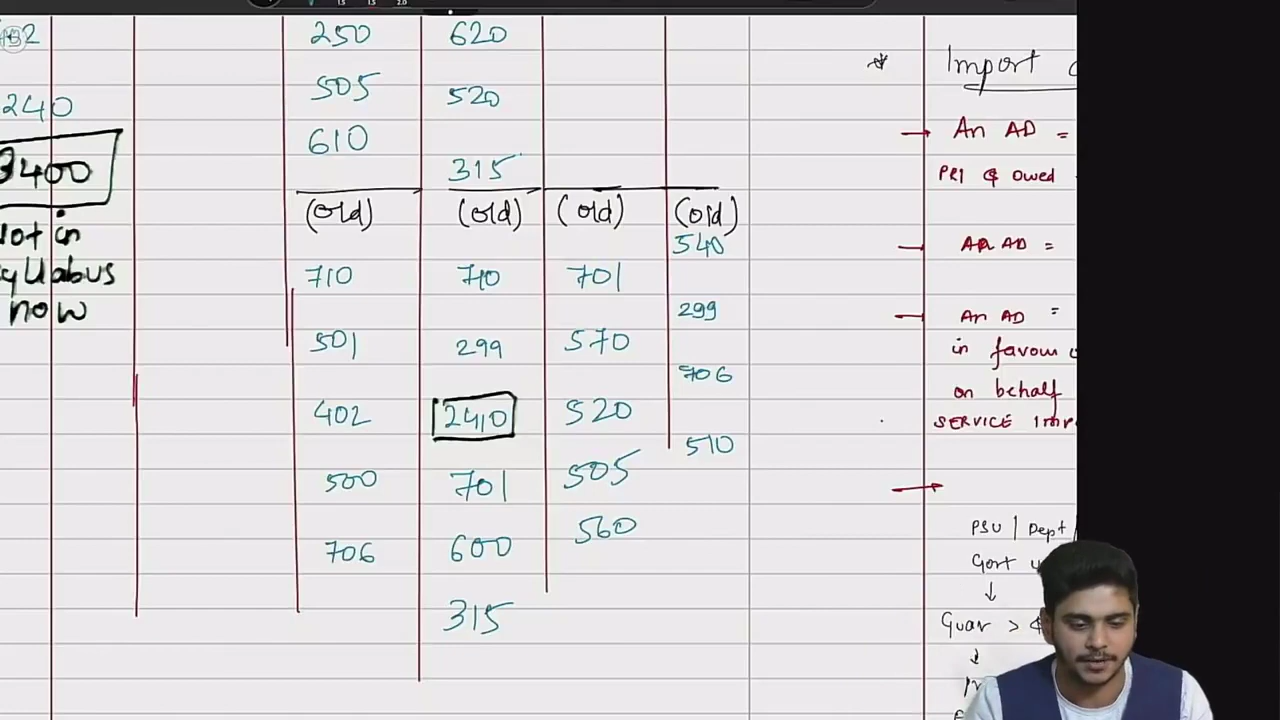 250 620
505 520
240
610 315
3400
(old) (old) (old) (old)
Not in
syllabus
now
540
710 710 701
299
501 299 570
706
402 2410 520
510
500 701 505
706 600 560
315
* Import
→ An AD =
PRI & Owed
→ An AD =
→ An AD =
in favour
on behalf
SERVICE Imp
→
PSU | Dept |
Govt
↓
Guar >
↓